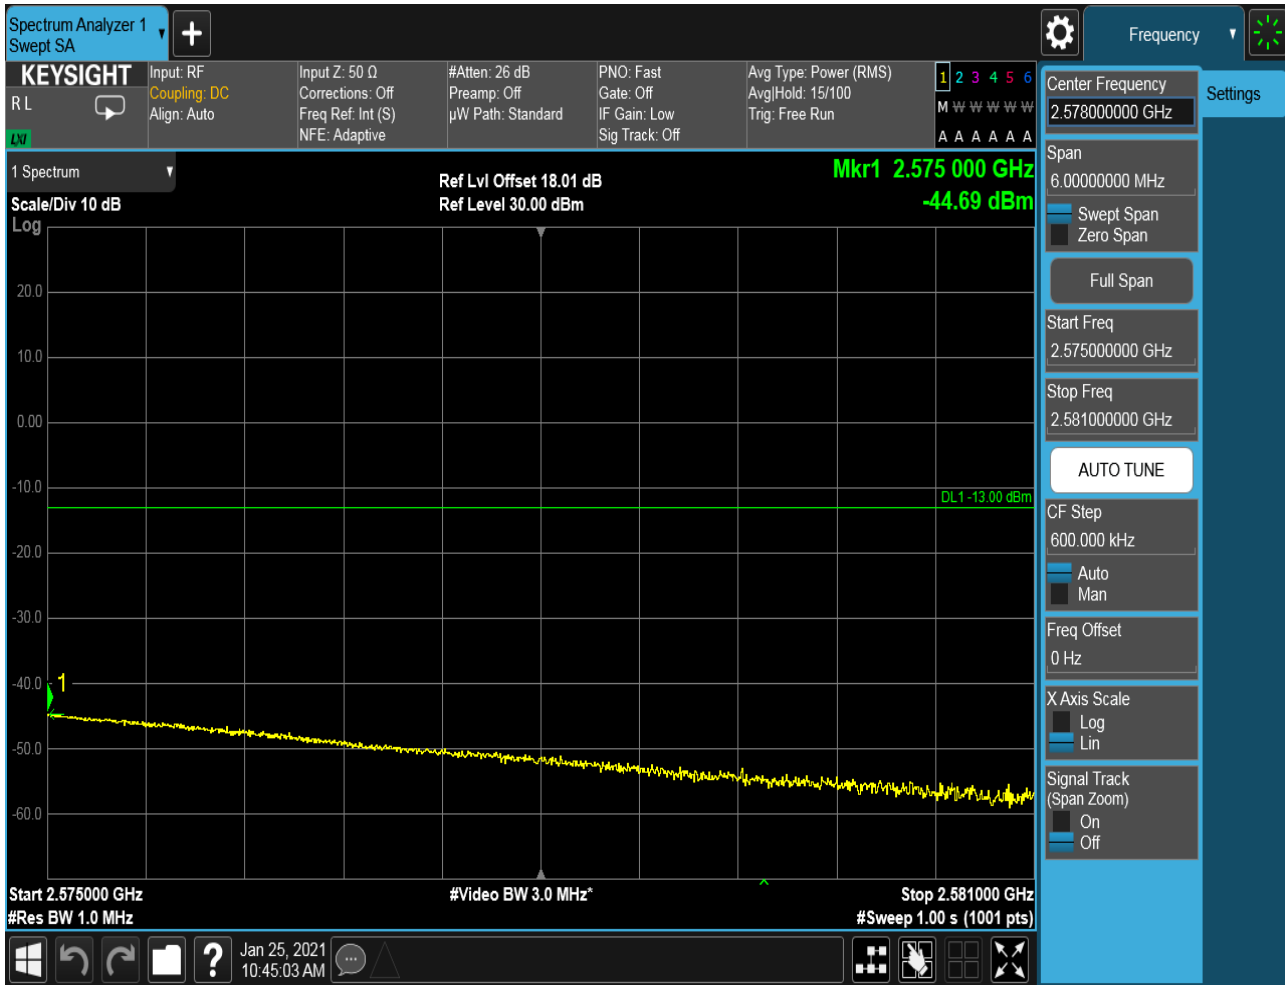 Spectrum Analyzer 1
Swept SA
Frequency
KEYSIGHT
R L
LXI
Input: RF
Coupling: DC
Align: Auto
Input Z: 50 Ω
Corrections: Off
Freq Ref: Int (S)
NFE: Adaptive
#Atten: 26 dB
Preamp: Off
µW Path: Standard
PNO: Fast
Gate: Off
IF Gain: Low
Sig Track: Off
Avg Type: Power (RMS)
Avg|Hold: 15/100
Trig: Free Run
1 2 3 4 5 6
M W W W W W
A A A A A A
1 Spectrum
Scale/Div 10 dB
Log
Ref Lvl Offset 18.01 dB
Ref Level 30.00 dBm
Mkr1 2.575 000 GHz
-44.69 dBm
20.0
10.0
0.00
-10.0
DL1 -13.00 dBm
-20.0
-30.0
-40.0
1
-50.0
-60.0
Start 2.575000 GHz
#Res BW 1.0 MHz
#Video BW 3.0 MHz*
Stop 2.581000 GHz
#Sweep 1.00 s (1001 pts)
Jan 25, 2021
10:45:03 AM
Center Frequency
2.578000000 GHz
Settings
Span
6.00000000 MHz
Swept Span
Zero Span
Full Span
Start Freq
2.575000000 GHz
Stop Freq
2.581000000 GHz
AUTO TUNE
CF Step
600.000 kHz
Auto
Man
Freq Offset
0 Hz
X Axis Scale
Log
Lin
Signal Track
(Span Zoom)
On
Off